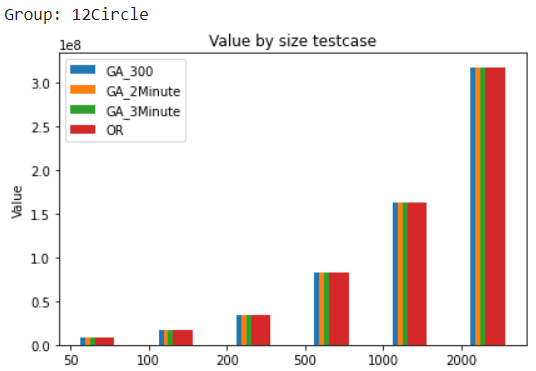 Group: 12Circle
Value by size testcase
1e8
GA_300
GA_2Minute
GA_3Minute
OR
Value
3.0
2.5
2.0
1.5
1.0
0.5
0.0
50 100 200 500 1000 2000